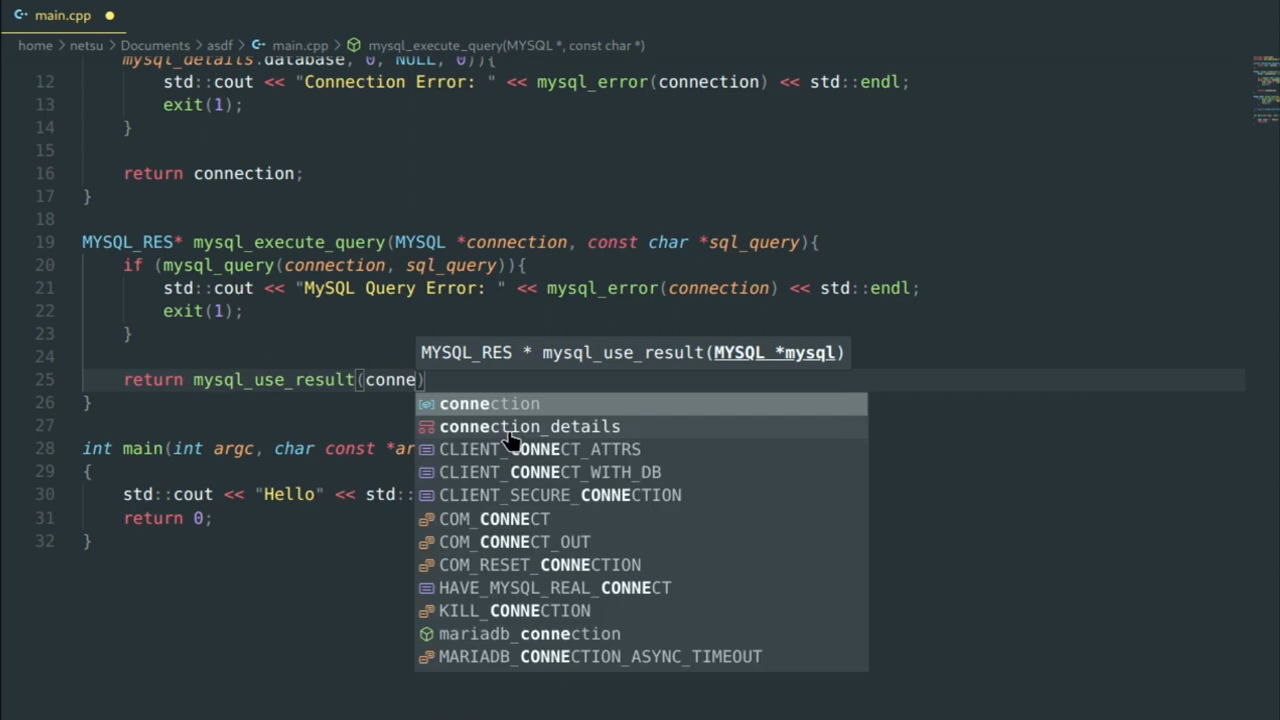 main.cpp
home > netsu > Documents > asdf > main.cpp > mysql_execute_query(MYSQL *, const char *)
mysql_details.database, 0, NULL, 0)){
12 std::cout << "Connection Error: " << mysql_error(connection) << std::endl;
13 exit(1);
14 }
15
16 return connection;
17 }
18
19 MYSQL_RES* mysql_execute_query(MYSQL *connection, const char *sql_query){
20 if (mysql_query(connection, sql_query)){
21 std::cout << "MySQL Query Error: " << mysql_error(connection) << std::endl;
22 exit(1);
23 }
24
MYSQL_RES * mysql_use_result(MYSQL *mysql)
25 return mysql_use_result(conne)
26 }
27
28 int main(int argc, char const *ar
29 {
30 std::cout << "Hello" << std::
31 return 0;
32 }
connection
connection_details
CLIENT_CONNECT_ATTRS
CLIENT_CONNECT_WITH_DB
CLIENT_SECURE_CONNECTION
COM_CONNECT
COM_CONNECT_OUT
COM_RESET_CONNECTION
HAVE_MYSQL_REAL_CONNECT
KILL_CONNECTION
mariadb_connection
MARIADB_CONNECTION_ASYNC_TIMEOUT